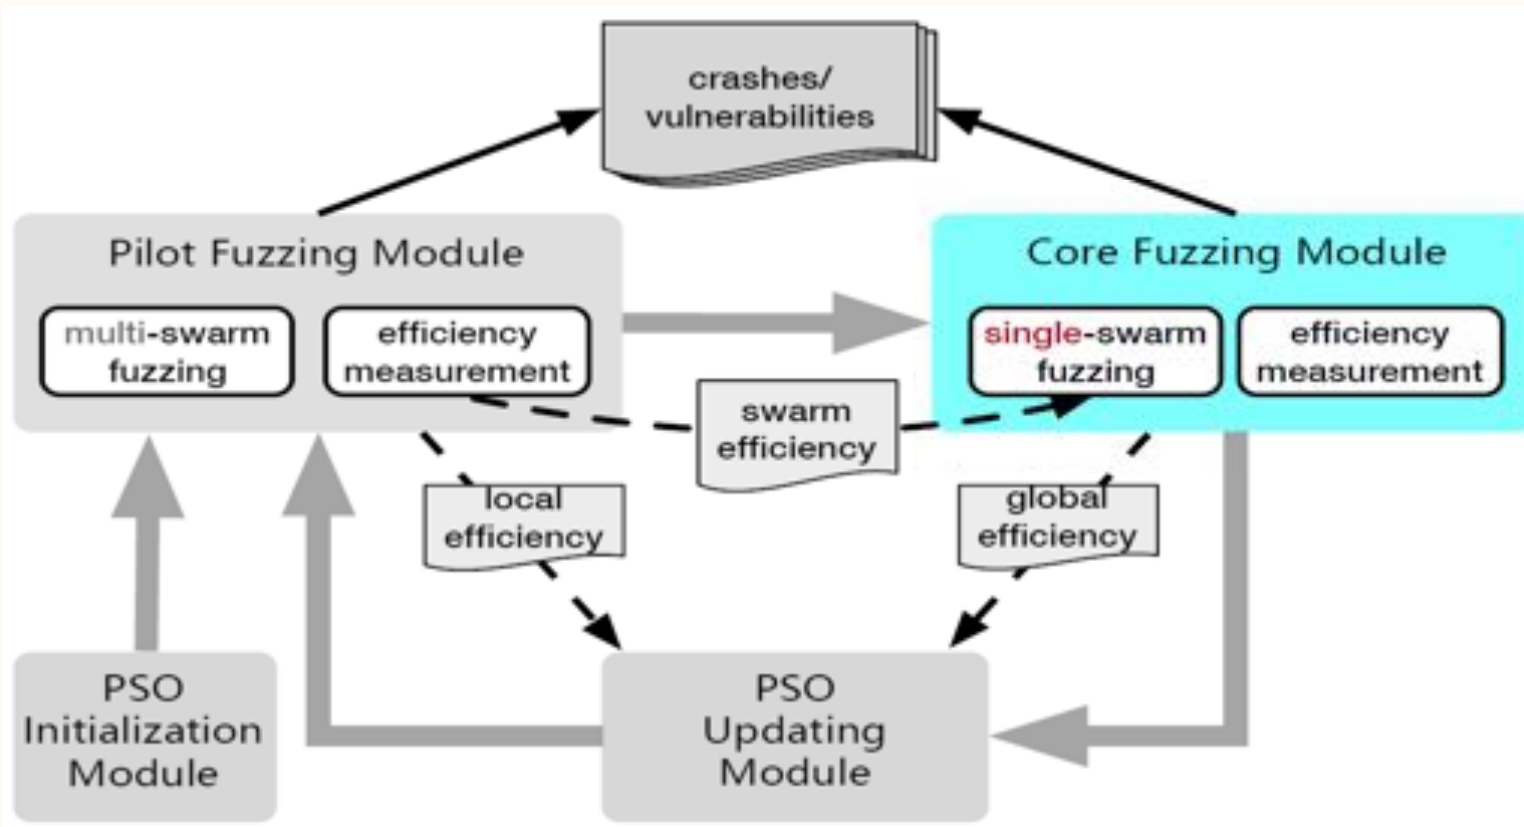 crashes/
vulnerabilities
Pilot Fuzzing Module
multi-swarm
fuzzing
efficiency
measurement
Core Fuzzing Module
single-swarm
fuzzing
efficiency
measurement
swarm
efficiency
local
efficiency
global
efficiency
PSO
Initialization
Module
PSO
Updating
Module